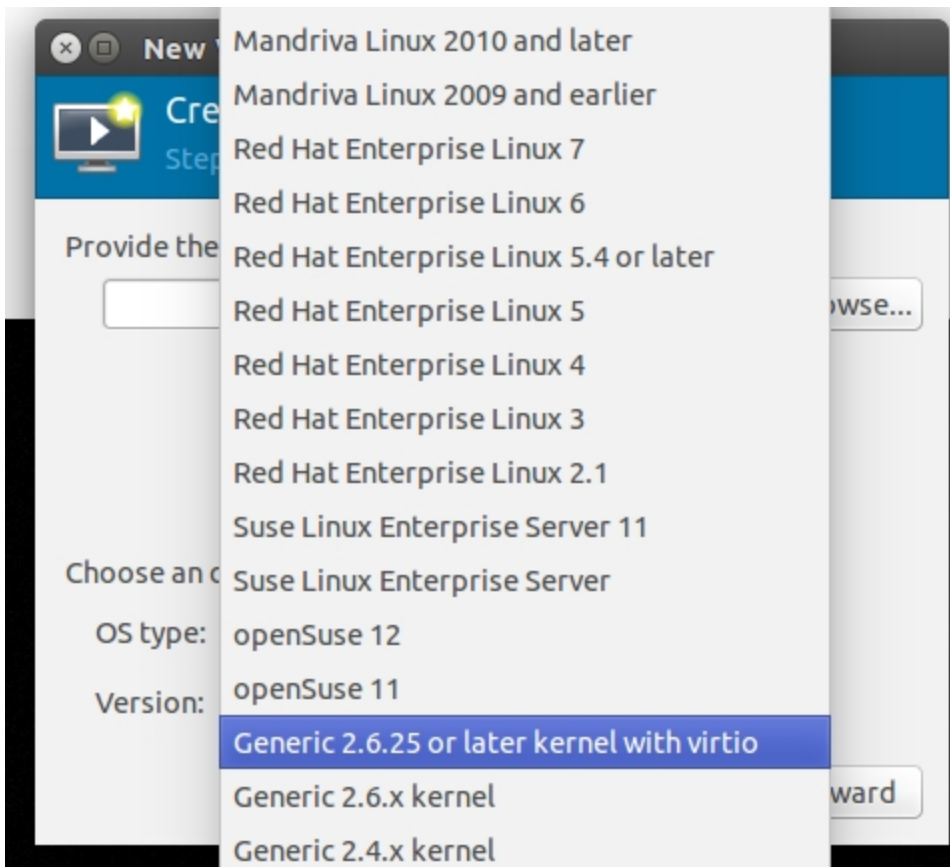 New
Cre
Step
Provide the
owse...
Choose an o
OS type:
Version:
ward
Mandriva Linux 2010 and later
Mandriva Linux 2009 and earlier
Red Hat Enterprise Linux 7
Red Hat Enterprise Linux 6
Red Hat Enterprise Linux 5.4 or later
Red Hat Enterprise Linux 5
Red Hat Enterprise Linux 4
Red Hat Enterprise Linux 3
Red Hat Enterprise Linux 2.1
Suse Linux Enterprise Server 11
Suse Linux Enterprise Server
openSuse 12
openSuse 11
Generic 2.6.25 or later kernel with virtio
Generic 2.6.x kernel
Generic 2.4.x kernel